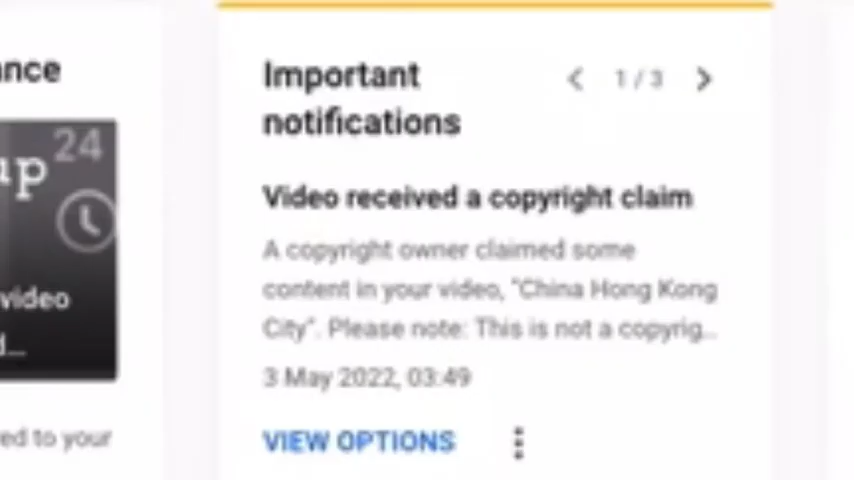 ance
24
up
video
d...
ed to your
Important
notifications
1 / 3
Video received a copyright claim
A copyright owner claimed some
content in your video, "China Hong Kong
City". Please note: This is not a copyrig...
3 May 2022, 03:49
VIEW OPTIONS